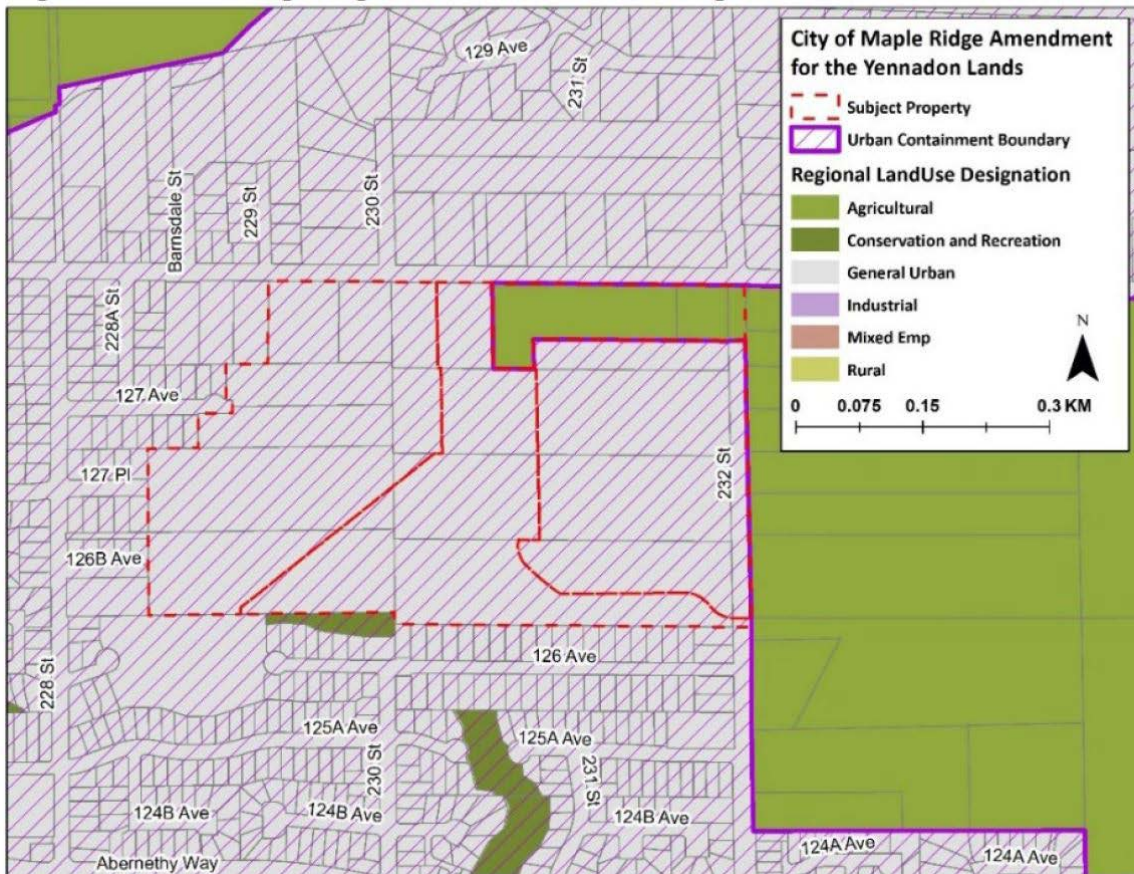 129 Ave
231 St
City of Maple Ridge Amendment
for the Yennadon Lands
Subject Property
Urban Containment Boundary
Regional LandUse Designation
Agricultural
Conservation and Recreation
General Urban
Industrial
Mixed Emp
Rural
N
0 0.075 0.15 0.3 KM
Barnsdale St
229 St
230 St
228A St
127 Ave
127 Pl
232 St
126B Ave
126 Ave
228 St
125A Ave
125A Ave
230 St
231 St
124B Ave
124B Ave
124B Ave
124A Ave
124A Ave
Abernethy Way